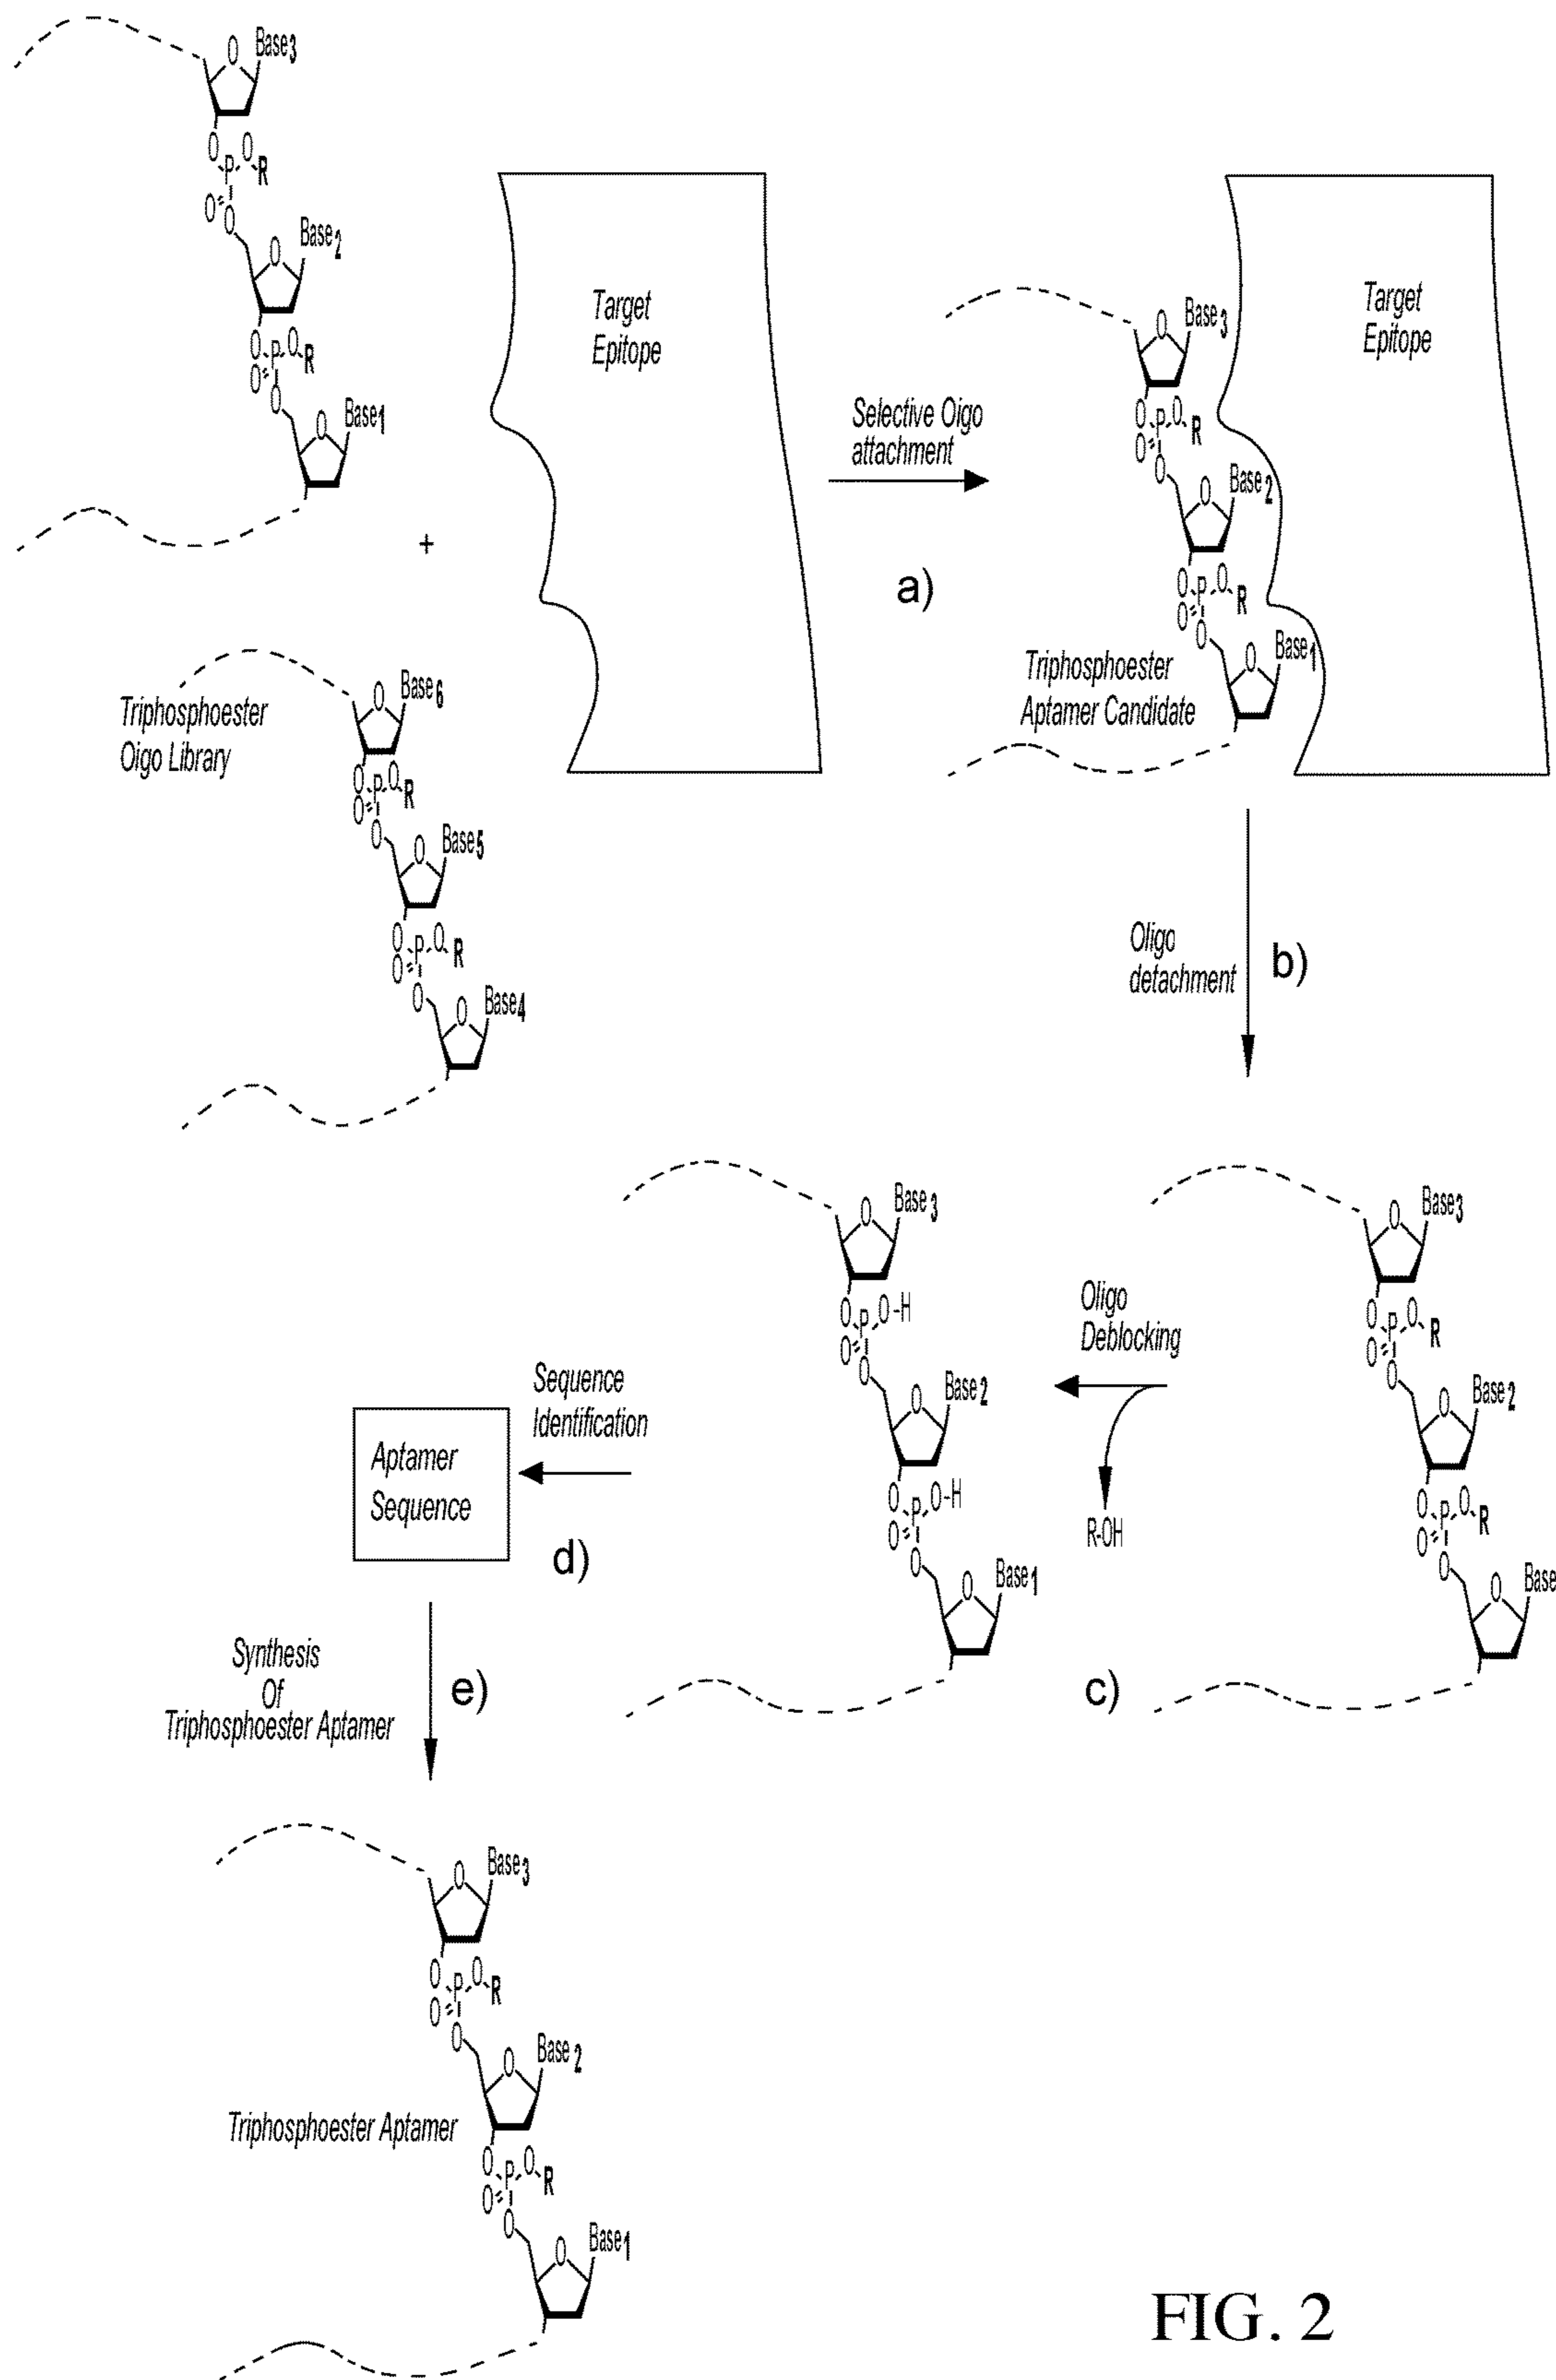 O Base3
O O
P R
O O
O Base2
O O
P R
O O
O Base1
+
Target
Epitope
Selective Oigo
attachment
a)
O Base3
O O
P R
O O
O Base2
O O
P R
O O
O Base1
Target
Epitope
Triphosphoester
Aptamer Candidate
Triphosphoester
Oigo Library
O Base6
O O
P R
O O
O Base5
O O
P R
O O
O Base4
Oligo
detachment
b)
O Base3
O O
P R
O O
O Base2
O O
P R
O O
O Base
Oligo
Deblocking
R-OH
c)
O Base3
O O-H
P
O O
O Base2
O O-H
P
O O
O Base1
Sequence
Identification
d)
Aptamer
Sequence
Synthesis
Of
Triphosphoester Aptamer
e)
O Base3
O O
P R
O O
O Base2
Triphosphoester Aptamer
O O
P R
O O
O Base1
FIG. 2